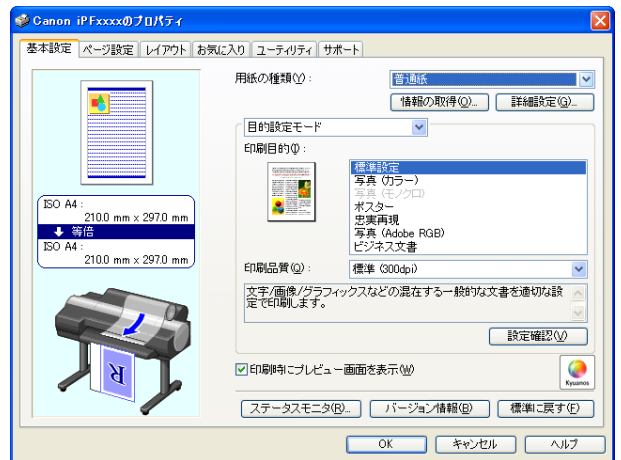 Canon iPFxxxxのプロパティ
基本設定 ページ設定 レイアウト お気に入り ユーティリティ サポート
用紙の種類(Y): 普通紙
情報の取得(O)... 詳細設定(G)...
目的設定モード
印刷目的(I):
標準設定
写真 (カラー)
写真 (モノクロ)
ポスター
忠実再現
写真 (Adobe RGB)
ビジネス文書
ISO A4 :
210.0 mm x 297.0 mm
等倍
ISO A4 :
210.0 mm x 297.0 mm
印刷品質(Q): 標準 (300dpi)
文字/画像/グラフィックスなどの混在する一般的な文書を適切な設
定で印刷します。
設定確認(V)
R
印刷時にプレビュー画面を表示(W)
Kyuanos
ステータスモニタ(R)... バージョン情報(B) 標準に戻す(F)
OK キャンセル ヘルプ